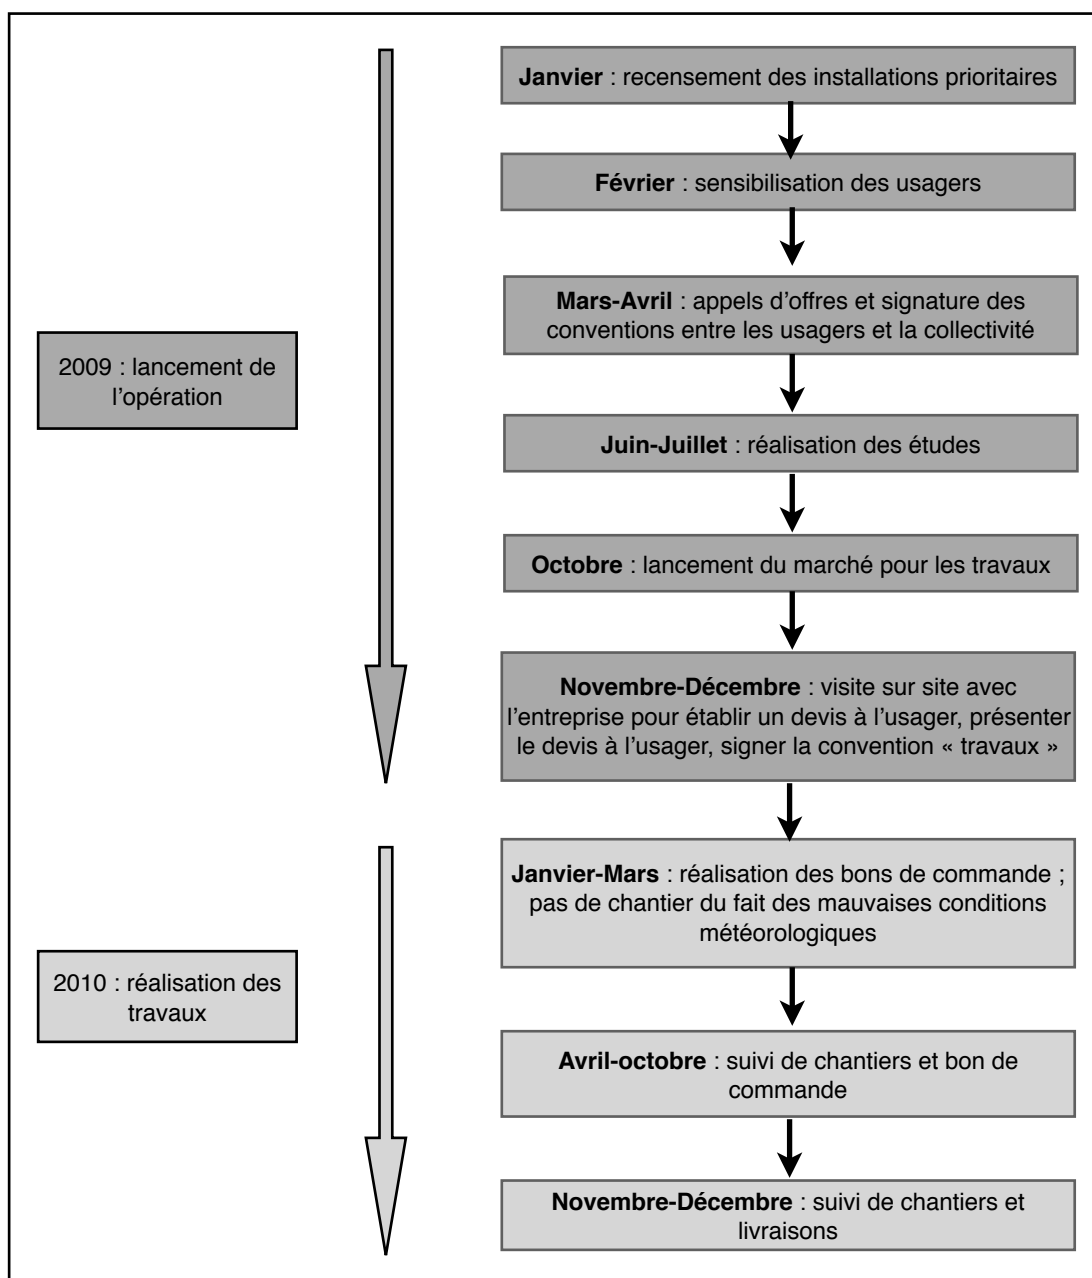 Janvier : recensement des installations prioritaires
Février : sensibilisation des usagers
Mars-Avril : appels d’offres et signature des
conventions entre les usagers et la collectivité
2009 : lancement de
l’opération
Juin-Juillet : réalisation des études
Octobre : lancement du marché pour les travaux
Novembre-Décembre : visite sur site avec
l’entreprise pour établir un devis à l’usager, présenter
le devis à l’usager, signer la convention « travaux »
Janvier-Mars : réalisation des bons de commande ;
pas de chantier du fait des mauvaises conditions
météorologiques
2010 : réalisation des
travaux
Avril-octobre : suivi de chantiers et bon de
commande
Novembre-Décembre : suivi de chantiers et
livraisons